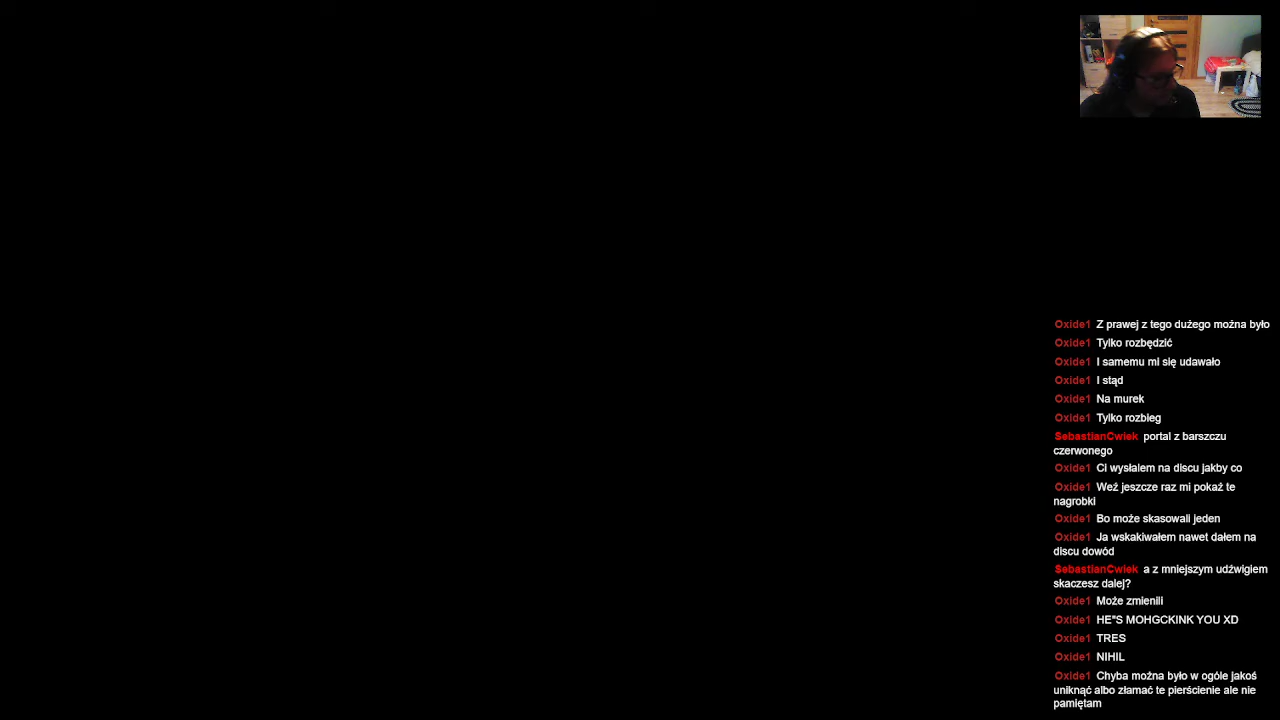 Oxide1 Z prawej z tego dużego można było
Oxide1 Tylko rozbędzić
Oxide1 I samemu mi się udawało
Oxide1 I stąd
Oxide1 Na murek
Oxide1 Tylko rozbieg
SebastianCwiek portal z barszczu
czerwonego
Oxide1 Ci wysłałem na discu jakby co
Oxide1 Weź jeszcze raz mi pokaż te
nagrobki
Oxide1 Bo może skasowali jeden
Oxide1 Ja wskakiwałem nawet dałem na
discu dowód
SebastianCwiek a z mniejszym udźwigiem
skaczesz dalej?
Oxide1 Może zmienili
Oxide1 HE"S MOHGCKINK YOU XD
Oxide1 TRES
Oxide1 NIHIL
Oxide1 Chyba można było w ogóle jakoś
uniknąć albo złamać te pierścienie ale nie
pamiętam